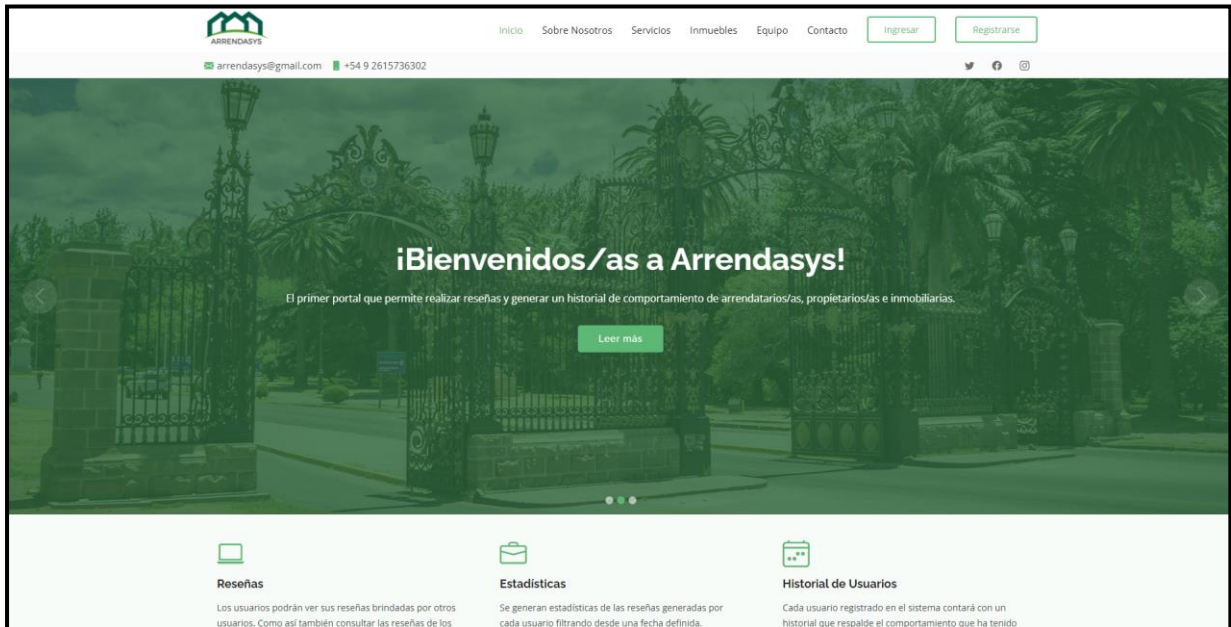 ARRENDASYS
Inicio Sobre Nosotros Servicios Inmuebles Equipo Contacto Ingresar Registrarse
arrendasys@gmail.com +54 9 2615736302
¡Bienvenidos/as a Arrendasys!
El primer portal que permite realizar reseñas y generar un historial de comportamiento de arrendatarios/as, propietarios/as e inmobiliarias.
Leer más
Reseñas
Los usuarios podrán ver sus reseñas brindadas por otros
usuarios. Como así también consultar las reseñas de los
Estadísticas
Se generan estadísticas de las reseñas generadas por
cada usuario filtrando desde una fecha definida.
Historial de Usuarios
Cada usuario registrado en el sistema contará con un
historial que respalde el comportamiento que ha tenido